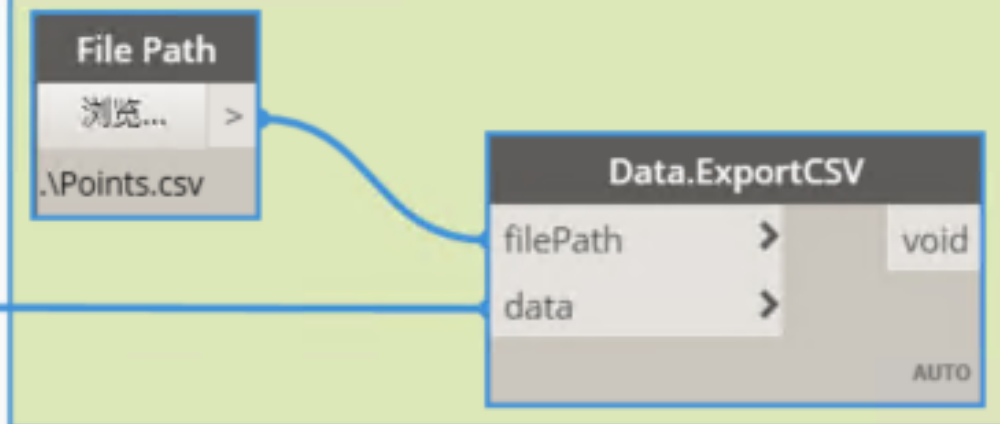 File Path
浏览... >
.\Points.csv
Data.ExportCSV
filePath > void
data >
AUTO